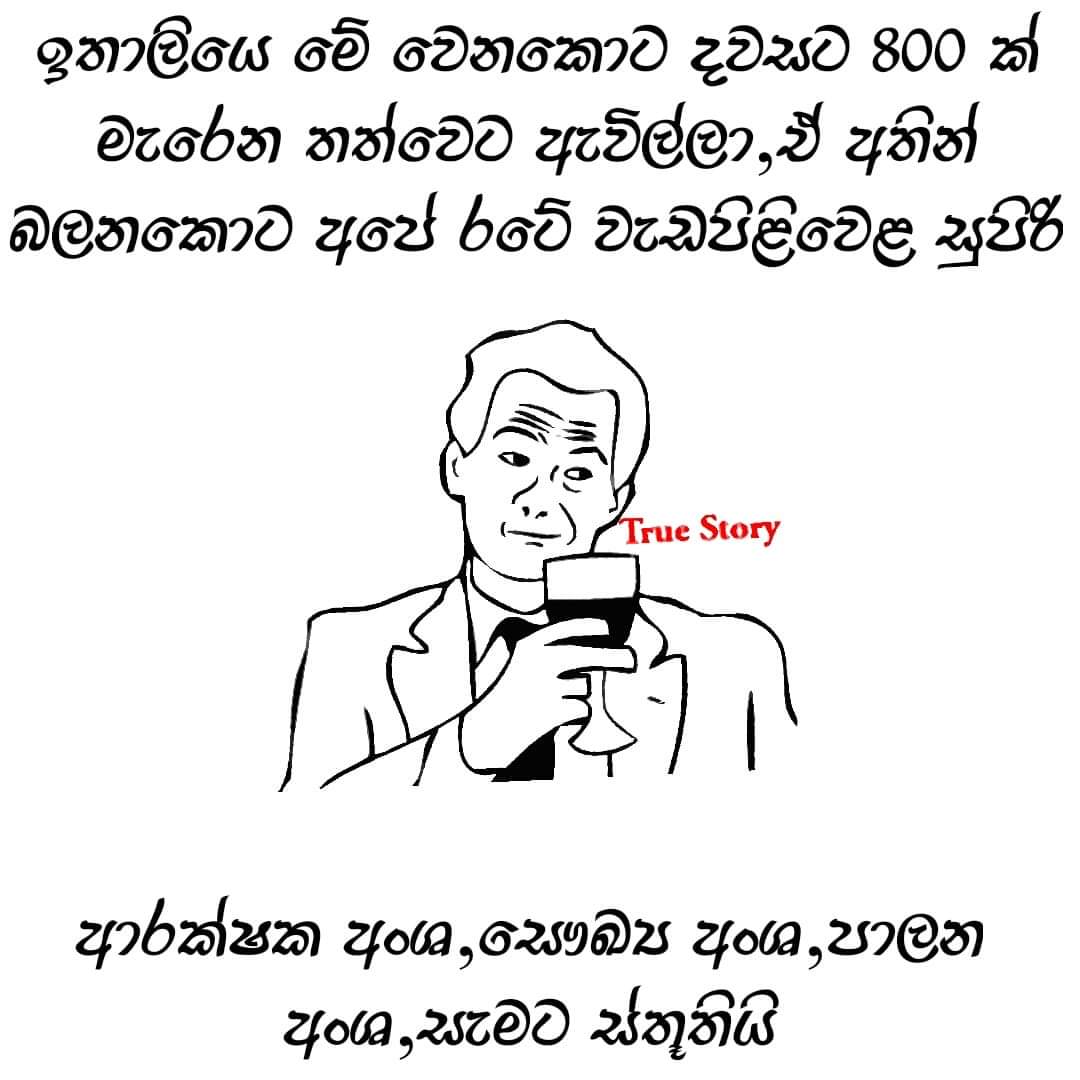 ඉතාලියෙ මේ වෙනකොට දවසට 800 ක්
මැරෙන තත්වෙට ඇවිල්ලා,ඒ අතින්
බලනකොට අපේ රටේ වැඩපිළිවෙළ සුපිරි
True Story
ආරක්ෂක අංශ,සෞඛ්‍ය අංශ,පාලන
අංශ,සැමට ස්තූතියි